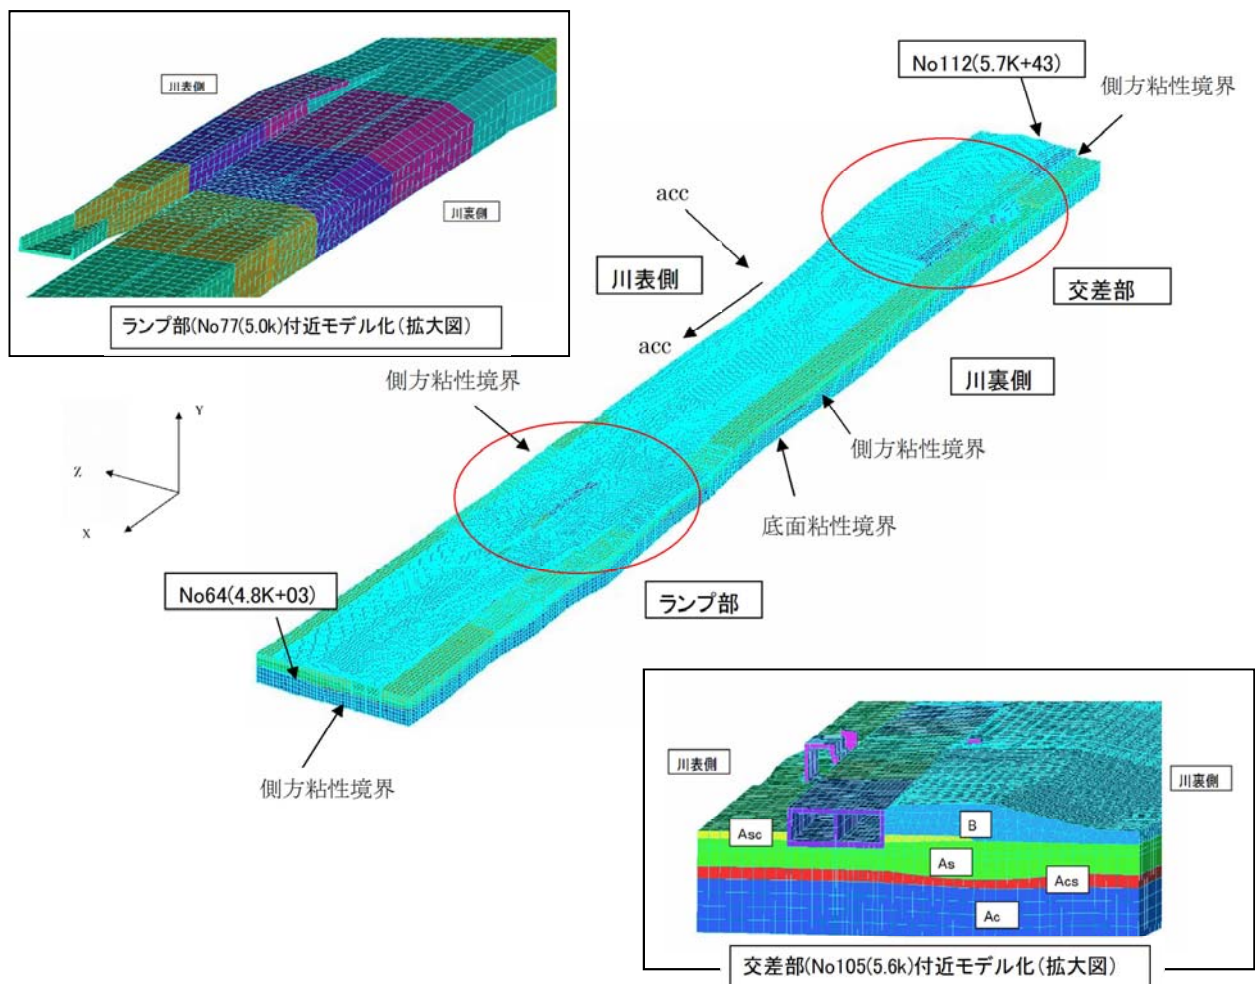 川表側
川裏側
ランプ部(No77(5.0k)付近モデル化(拡大図)
No112(5.7K+43)
側方粘性境界
acc
川表側
acc
交差部
側方粘性境界
川裏側
側方粘性境界
底面粘性境界
Y
Z
X
No64(4.8K+03)
ランプ部
側方粘性境界
川表側
川裏側
Asc
B
As
Acs
Ac
交差部(No105(5.6k)付近モデル化(拡大図)